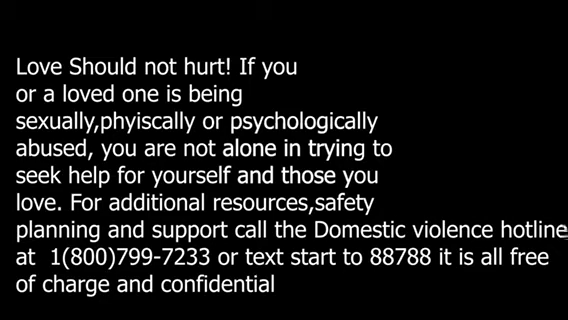 Love Should not hurt! If you
or a loved one is being
sexually,phyiscally or psychologically
abused, you are not alone in trying to
seek help for yourself and those you
love. For additional resources,safety
planning and support call the Domestic violence hotline
at 1(800)799-7233 or text start to 88788 it is all free
of charge and confidential